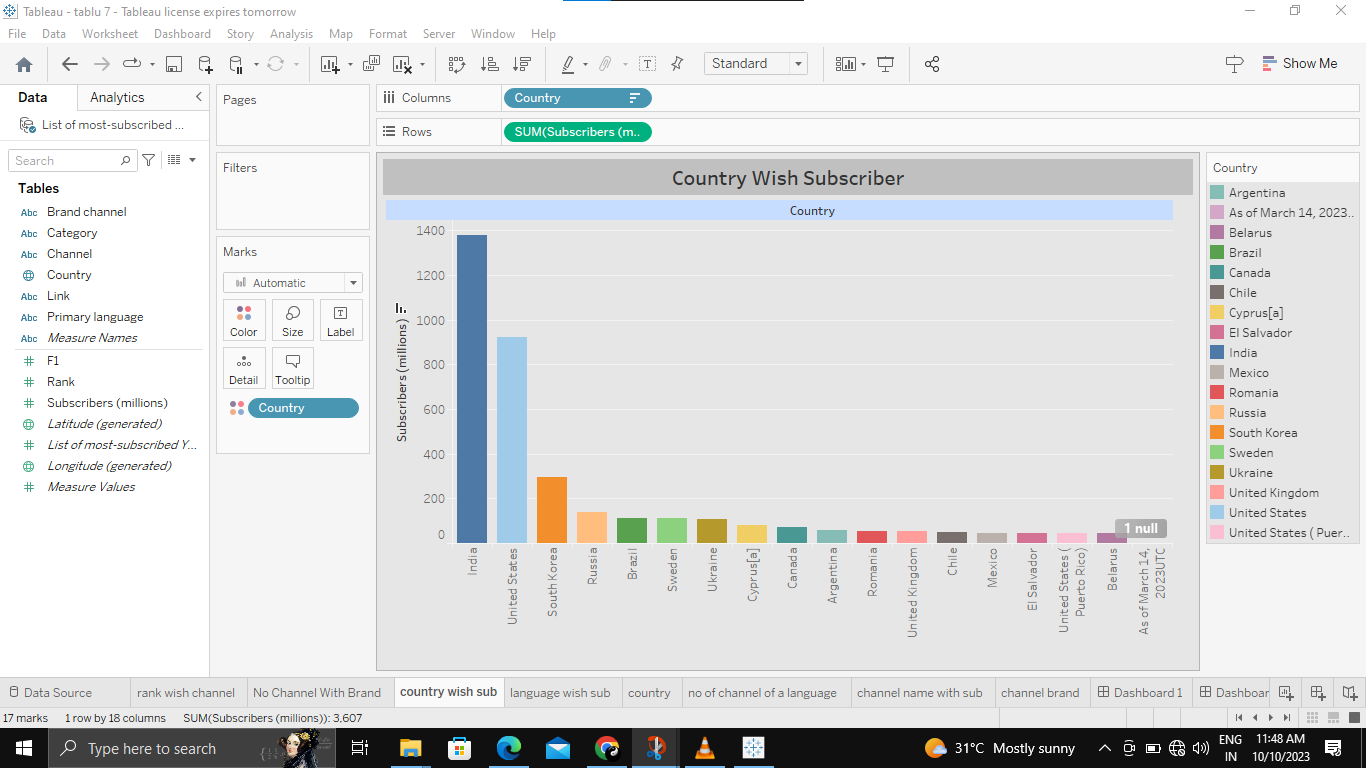 Tableau - tablu 7 - Tableau license expires tomorrow
File Data Worksheet Dashboard Story Analysis Map Format Server Window Help
Standard
Show Me
Data Analytics
List of most-subscribed ...
Search
Tables
Abc Brand channel
Abc Category
Abc Channel
Country
Abc Link
Abc Primary language
Abc Measure Names
# F1
# Rank
# Subscribers (millions)
Latitude (generated)
# List of most-subscribed Y...
Longitude (generated)
# Measure Values
Pages
Filters
Marks
Automatic
Color Size Label
Detail Tooltip
Country
Columns Country
Rows SUM(Subscribers (m..
Country Wish Subscriber
Country
Subscribers (millions)
1400
1200
1000
800
600
400
200
0
1 null
India
United States
South Korea
Russia
Brazil
Sweden
Ukraine
Cyprus[a]
Canada
Argentina
Romania
United Kingdom
Chile
Mexico
El Salvador
United States (
Puerto Rico)
Belarus
As of March 14,
2023UTC
Country
Argentina
As of March 14, 2023..
Belarus
Brazil
Canada
Chile
Cyprus[a]
El Salvador
India
Mexico
Romania
Russia
South Korea
Sweden
Ukraine
United Kingdom
United States
United States ( Puer..
Data Source rank wish channel No Channel With Brand country wish sub language wish sub country no of channel of a language channel name with sub channel brand Dashboard 1 Dashboar
17 marks 1 row by 18 columns SUM(Subscribers (millions)): 3,607
Type here to search
31°C Mostly sunny
ENG
IN
11:48 AM
10/10/2023